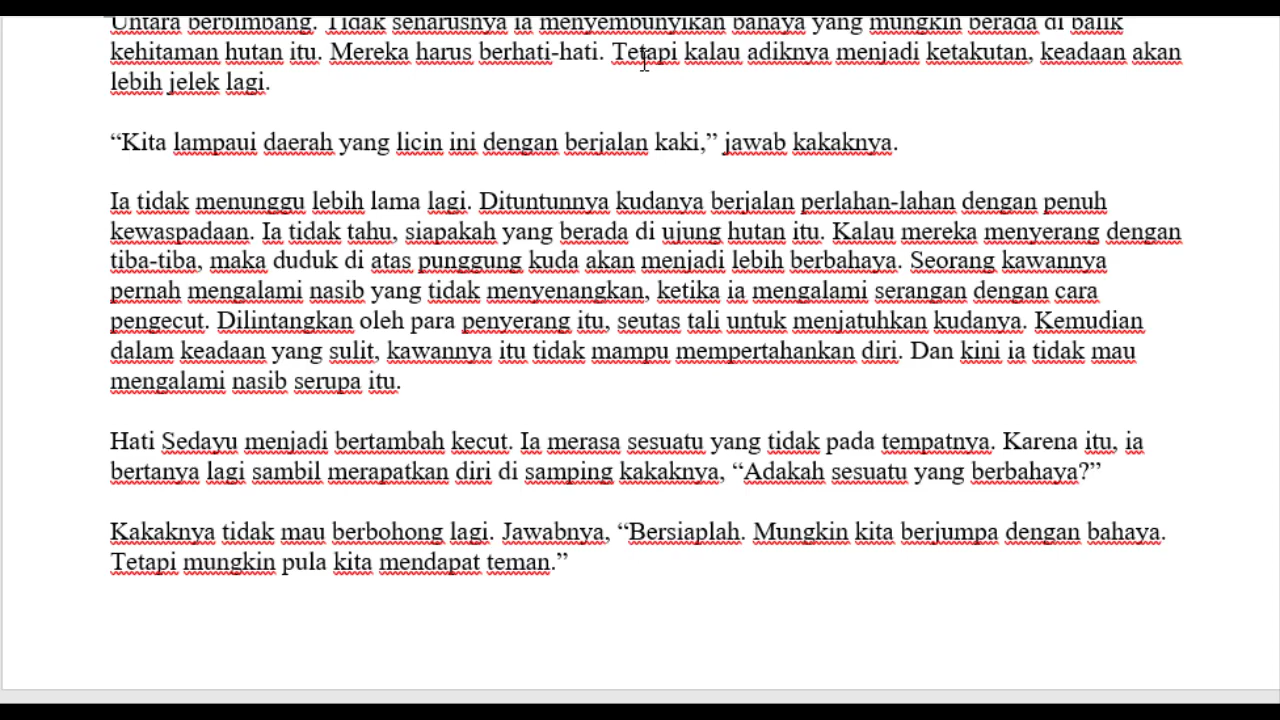 Untara berbimbang. Tidak seharusnya ia menyembunyikan bahaya yang mungkin berada di balik
kehitaman hutan itu. Mereka harus berhati-hati. Tetapi kalau adiknya menjadi ketakutan, keadaan akan
lebih jelek lagi.
“Kita lampaui daerah yang licin ini dengan berjalan kaki,” jawab kakaknya.
Ia tidak menunggu lebih lama lagi. Dituntunnya kudanya berjalan perlahan-lahan dengan penuh
kewaspadaan. Ia tidak tahu, siapakah yang berada di ujung hutan itu. Kalau mereka menyerang dengan
tiba-tiba, maka duduk di atas punggung kuda akan menjadi lebih berbahaya. Seorang kawannya
pernah mengalami nasib yang tidak menyenangkan, ketika ia mengalami serangan dengan cara
pengecut. Dilintangkan oleh para penyerang itu, seutas tali untuk menjatuhkan kudanya. Kemudian
dalam keadaan yang sulit, kawannya itu tidak mampu mempertahankan diri. Dan kini ia tidak mau
mengalami nasib serupa itu.
Hati Sedayu menjadi bertambah kecut. Ia merasa sesuatu yang tidak pada tempatnya. Karena itu, ia
bertanya lagi sambil merapatkan diri di samping kakaknya, “Adakah sesuatu yang berbahaya?”
Kakaknya tidak mau berbohong lagi. Jawabnya, “Bersiaplah. Mungkin kita berjumpa dengan bahaya.
Tetapi mungkin pula kita mendapat teman.”